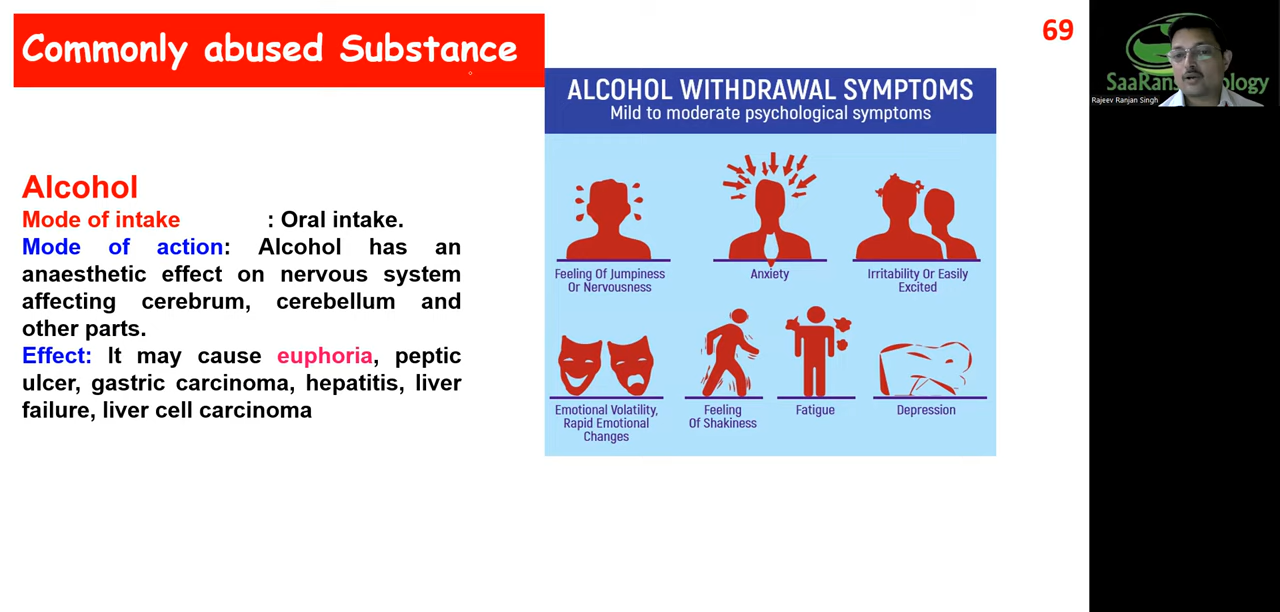 Commonly abused Substance
69
Alcohol
Mode of intake : Oral intake.
Mode of action: Alcohol has an
anaesthetic effect on nervous system
affecting cerebrum, cerebellum and
other parts.
Effect: It may cause euphoria, peptic
ulcer, gastric carcinoma, hepatitis, liver
failure, liver cell carcinoma
ALCOHOL WITHDRAWAL SYMPTOMS
Mild to moderate psychological symptoms
Feeling Of Jumpiness
Or Nervousness
Anxiety
Irritability Or Easily
Excited
Emotional Volatility,
Rapid Emotional
Changes
Feeling
Of Shakiness
Fatigue
Depression
Rajeev Ranjan Singh